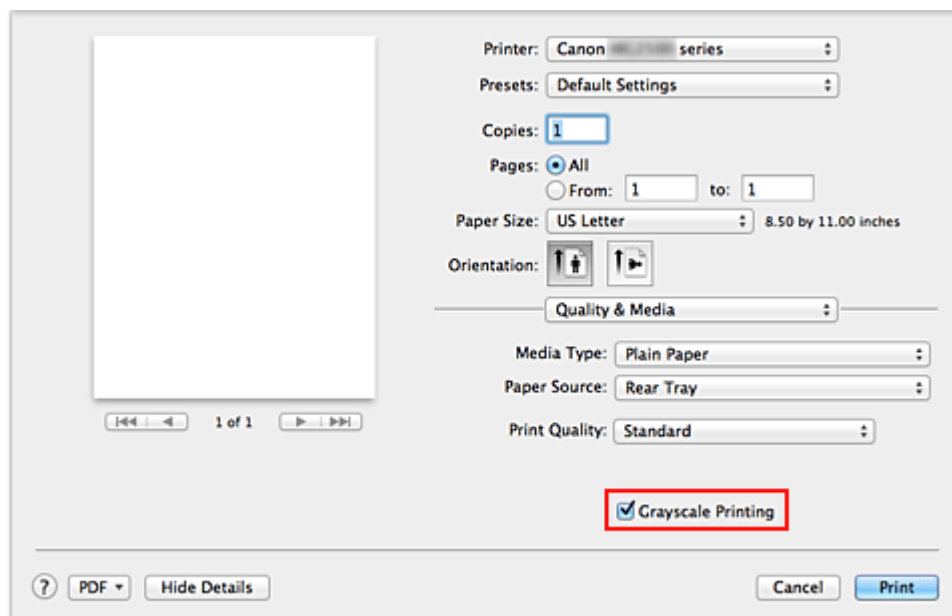 Printer: Canon series
Presets: Default Settings
Copies: 1
Pages: All
From: 1 to: 1
Paper Size: US Letter 8.50 by 11.00 inches
Orientation:
Quality & Media
Media Type: Plain Paper
Paper Source: Rear Tray
1 of 1
Print Quality: Standard
Grayscale Printing
? PDF Hide Details Cancel Print